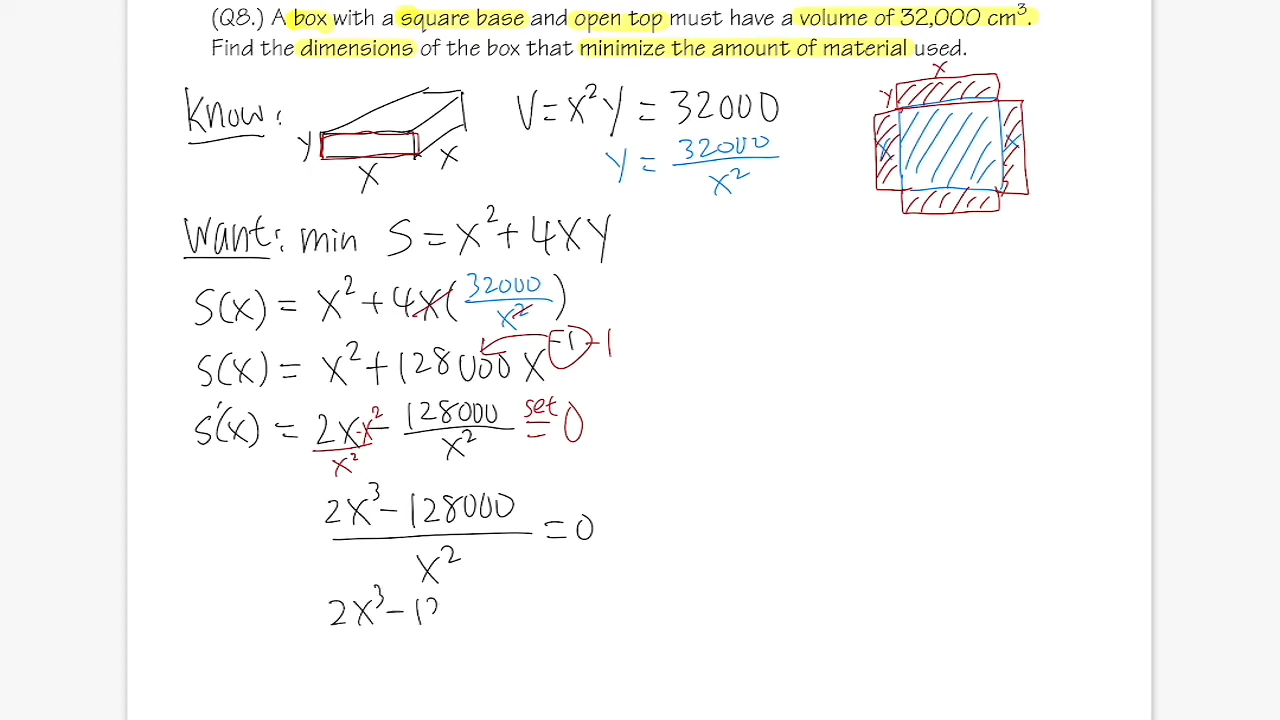 (Q8.) A box with a square base and open top must have a volume of 32,000 cm³.
Find the dimensions of the box that minimize the amount of material used.
Know:
Y
X
X
V = X²Y = 32000
Y = 32000/X²
X
Y
X
X
Want: min S = X² + 4XY
S(X) = X² + 4X(32000/X²)
S(X) = X² + 128000 X⁻¹ -1
S'(X) = 2X·X²/X² - 128000/X² set = 0
(2X³ - 128000)/X² = 0
2X³ - 12